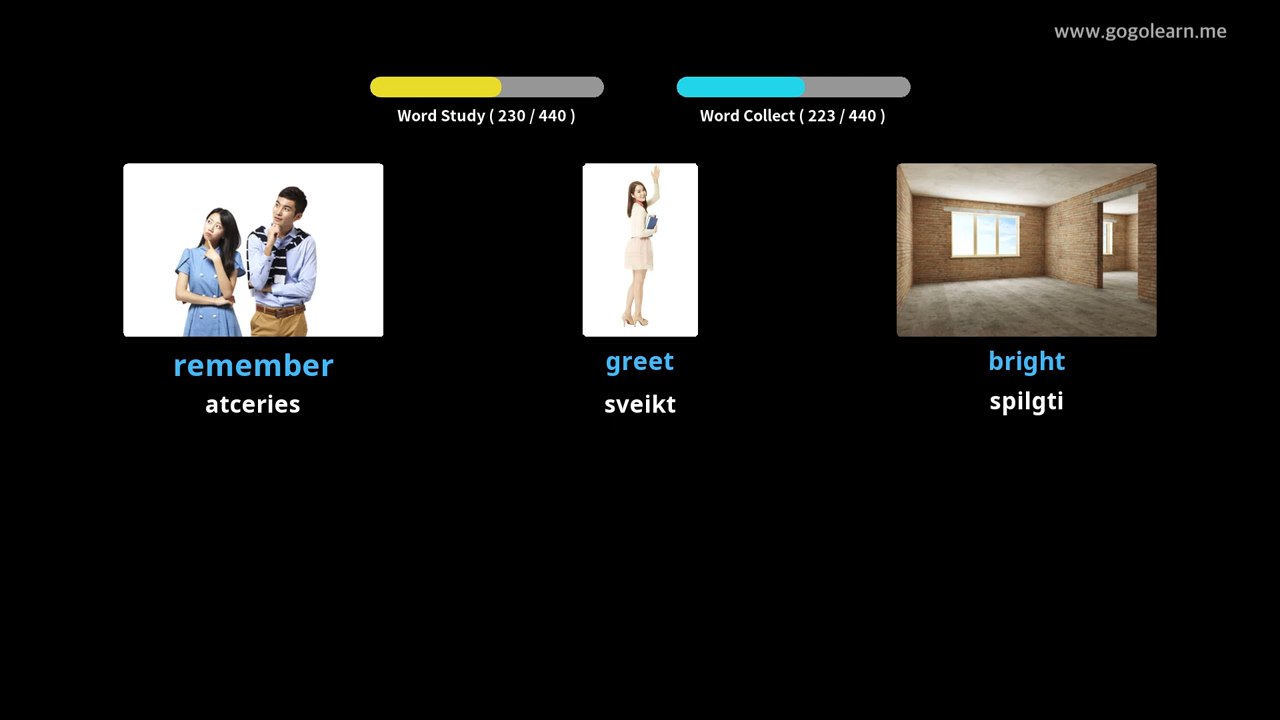 www.gogolearn.me
Word Study ( 230 / 440 )
Word Collect ( 223 / 440 )
remember
atceries
greet
sveikt
bright
spilgti